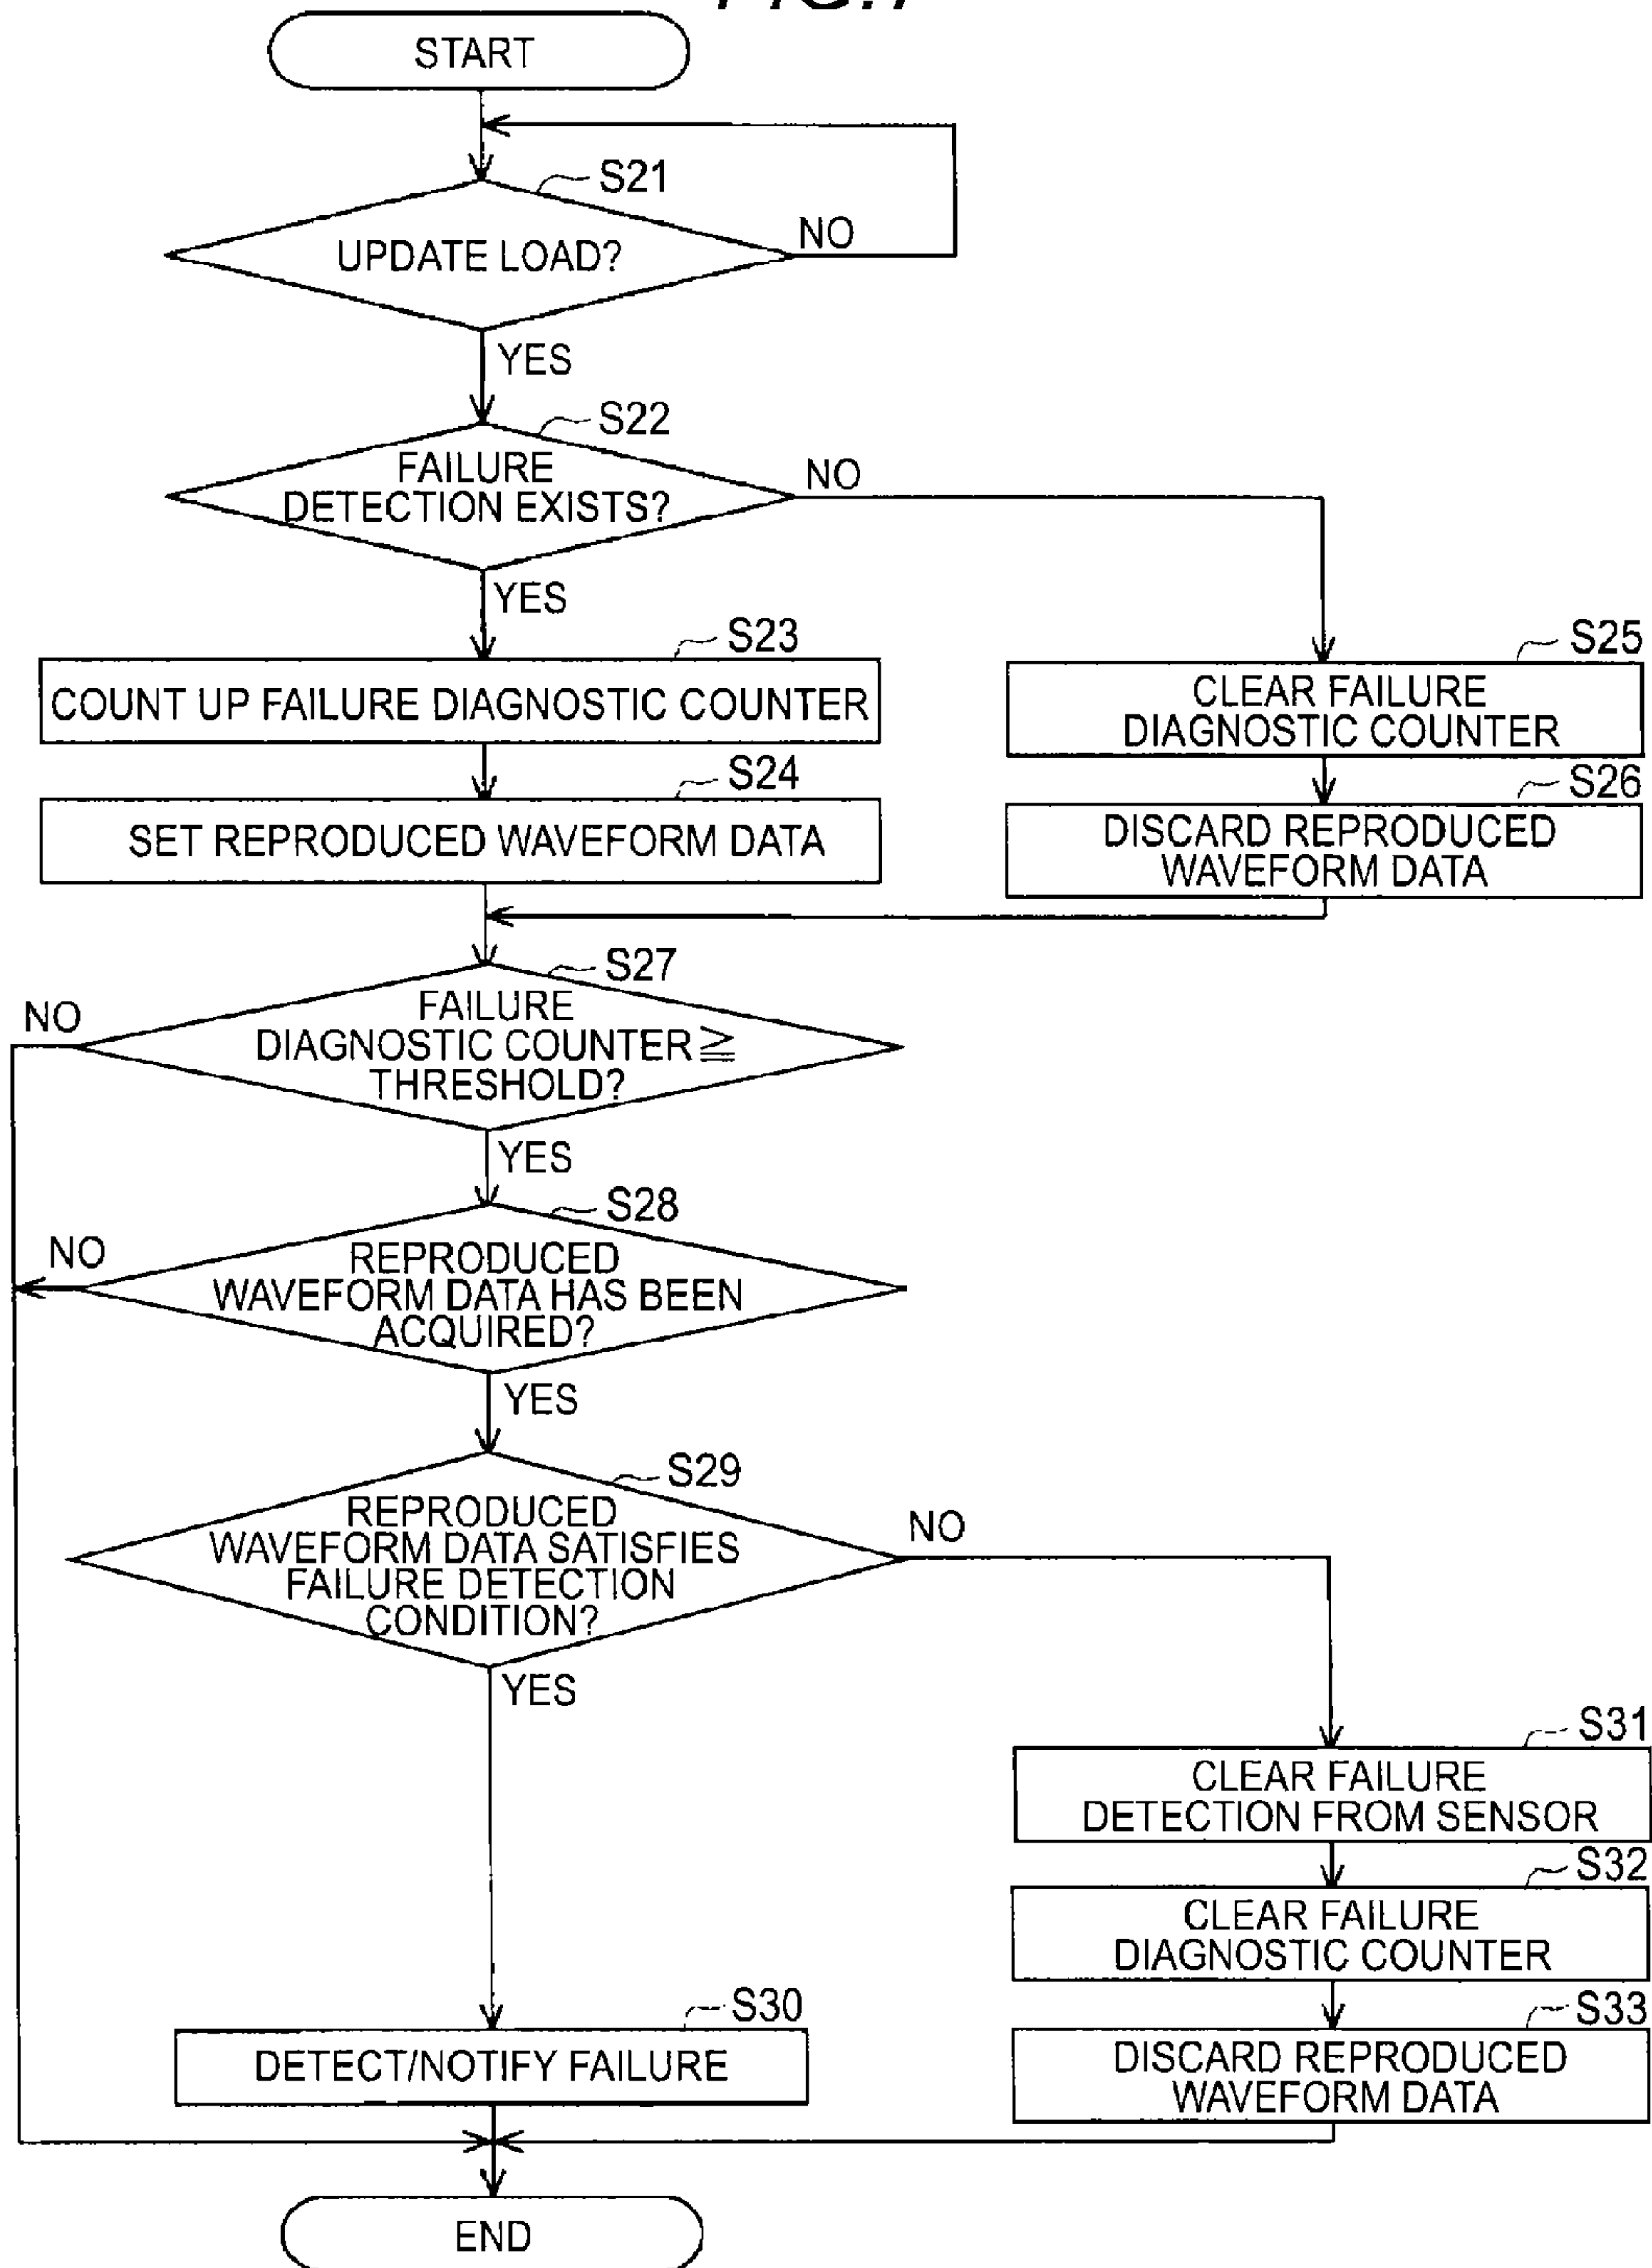 START
S21
UPDATE LOAD?
NO
YES
S22
FAILURE
DETECTION EXISTS?
NO
YES
S23
COUNT UP FAILURE DIAGNOSTIC COUNTER
S24
SET REPRODUCED WAVEFORM DATA
S25
CLEAR FAILURE
DIAGNOSTIC COUNTER
S26
DISCARD REPRODUCED
WAVEFORM DATA
S27
FAILURE
DIAGNOSTIC COUNTER ≧
THRESHOLD?
NO
YES
S28
REPRODUCED
WAVEFORM DATA HAS BEEN
ACQUIRED?
NO
YES
S29
REPRODUCED
WAVEFORM DATA SATISFIES
FAILURE DETECTION
CONDITION?
NO
YES
S30
DETECT/NOTIFY FAILURE
S31
CLEAR FAILURE
DETECTION FROM SENSOR
S32
CLEAR FAILURE
DIAGNOSTIC COUNTER
S33
DISCARD REPRODUCED
WAVEFORM DATA
END